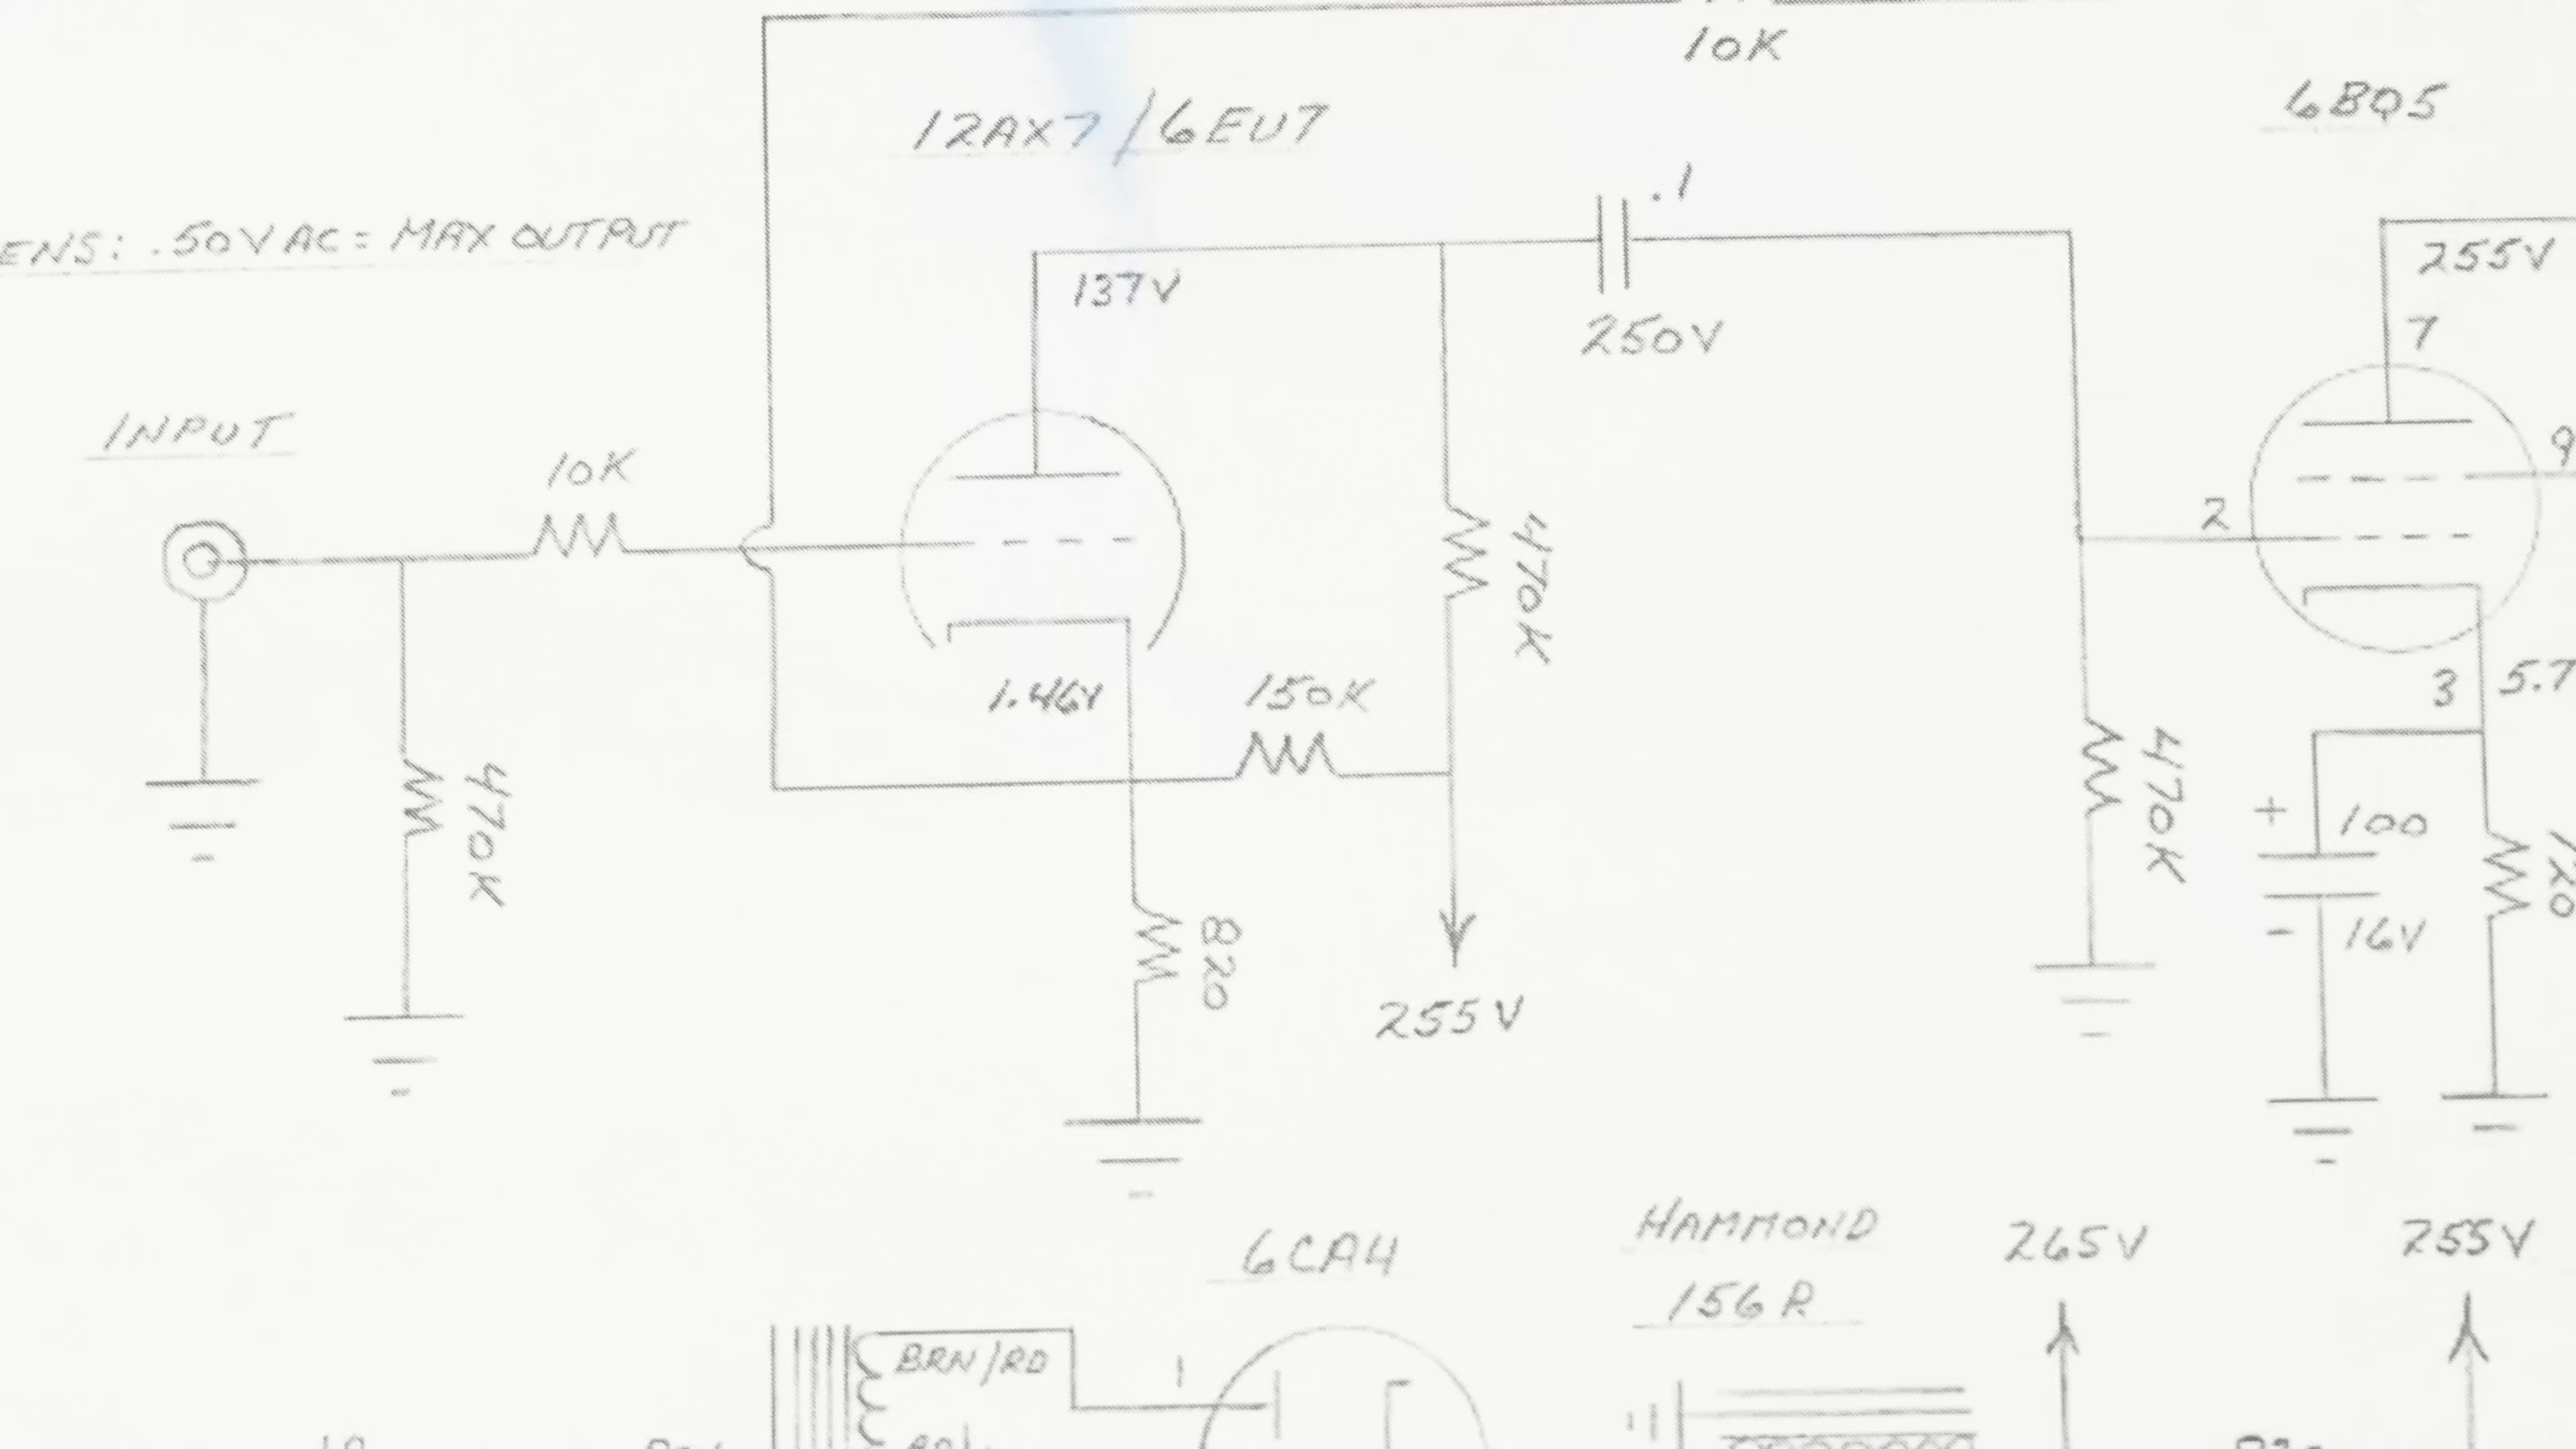 10K
12AX7/6EU7
6BQ5
.1
ENS: .50VAC = MAX OUTPUT
137V
250V
255V
7
INPUT
10K
9
2
470K
1.46V
150K
3
5.7
470K
470K
+
100
820
-
16V
255V
6CA4
HAMMOND
156R
265V
255V
BRN/RD
1